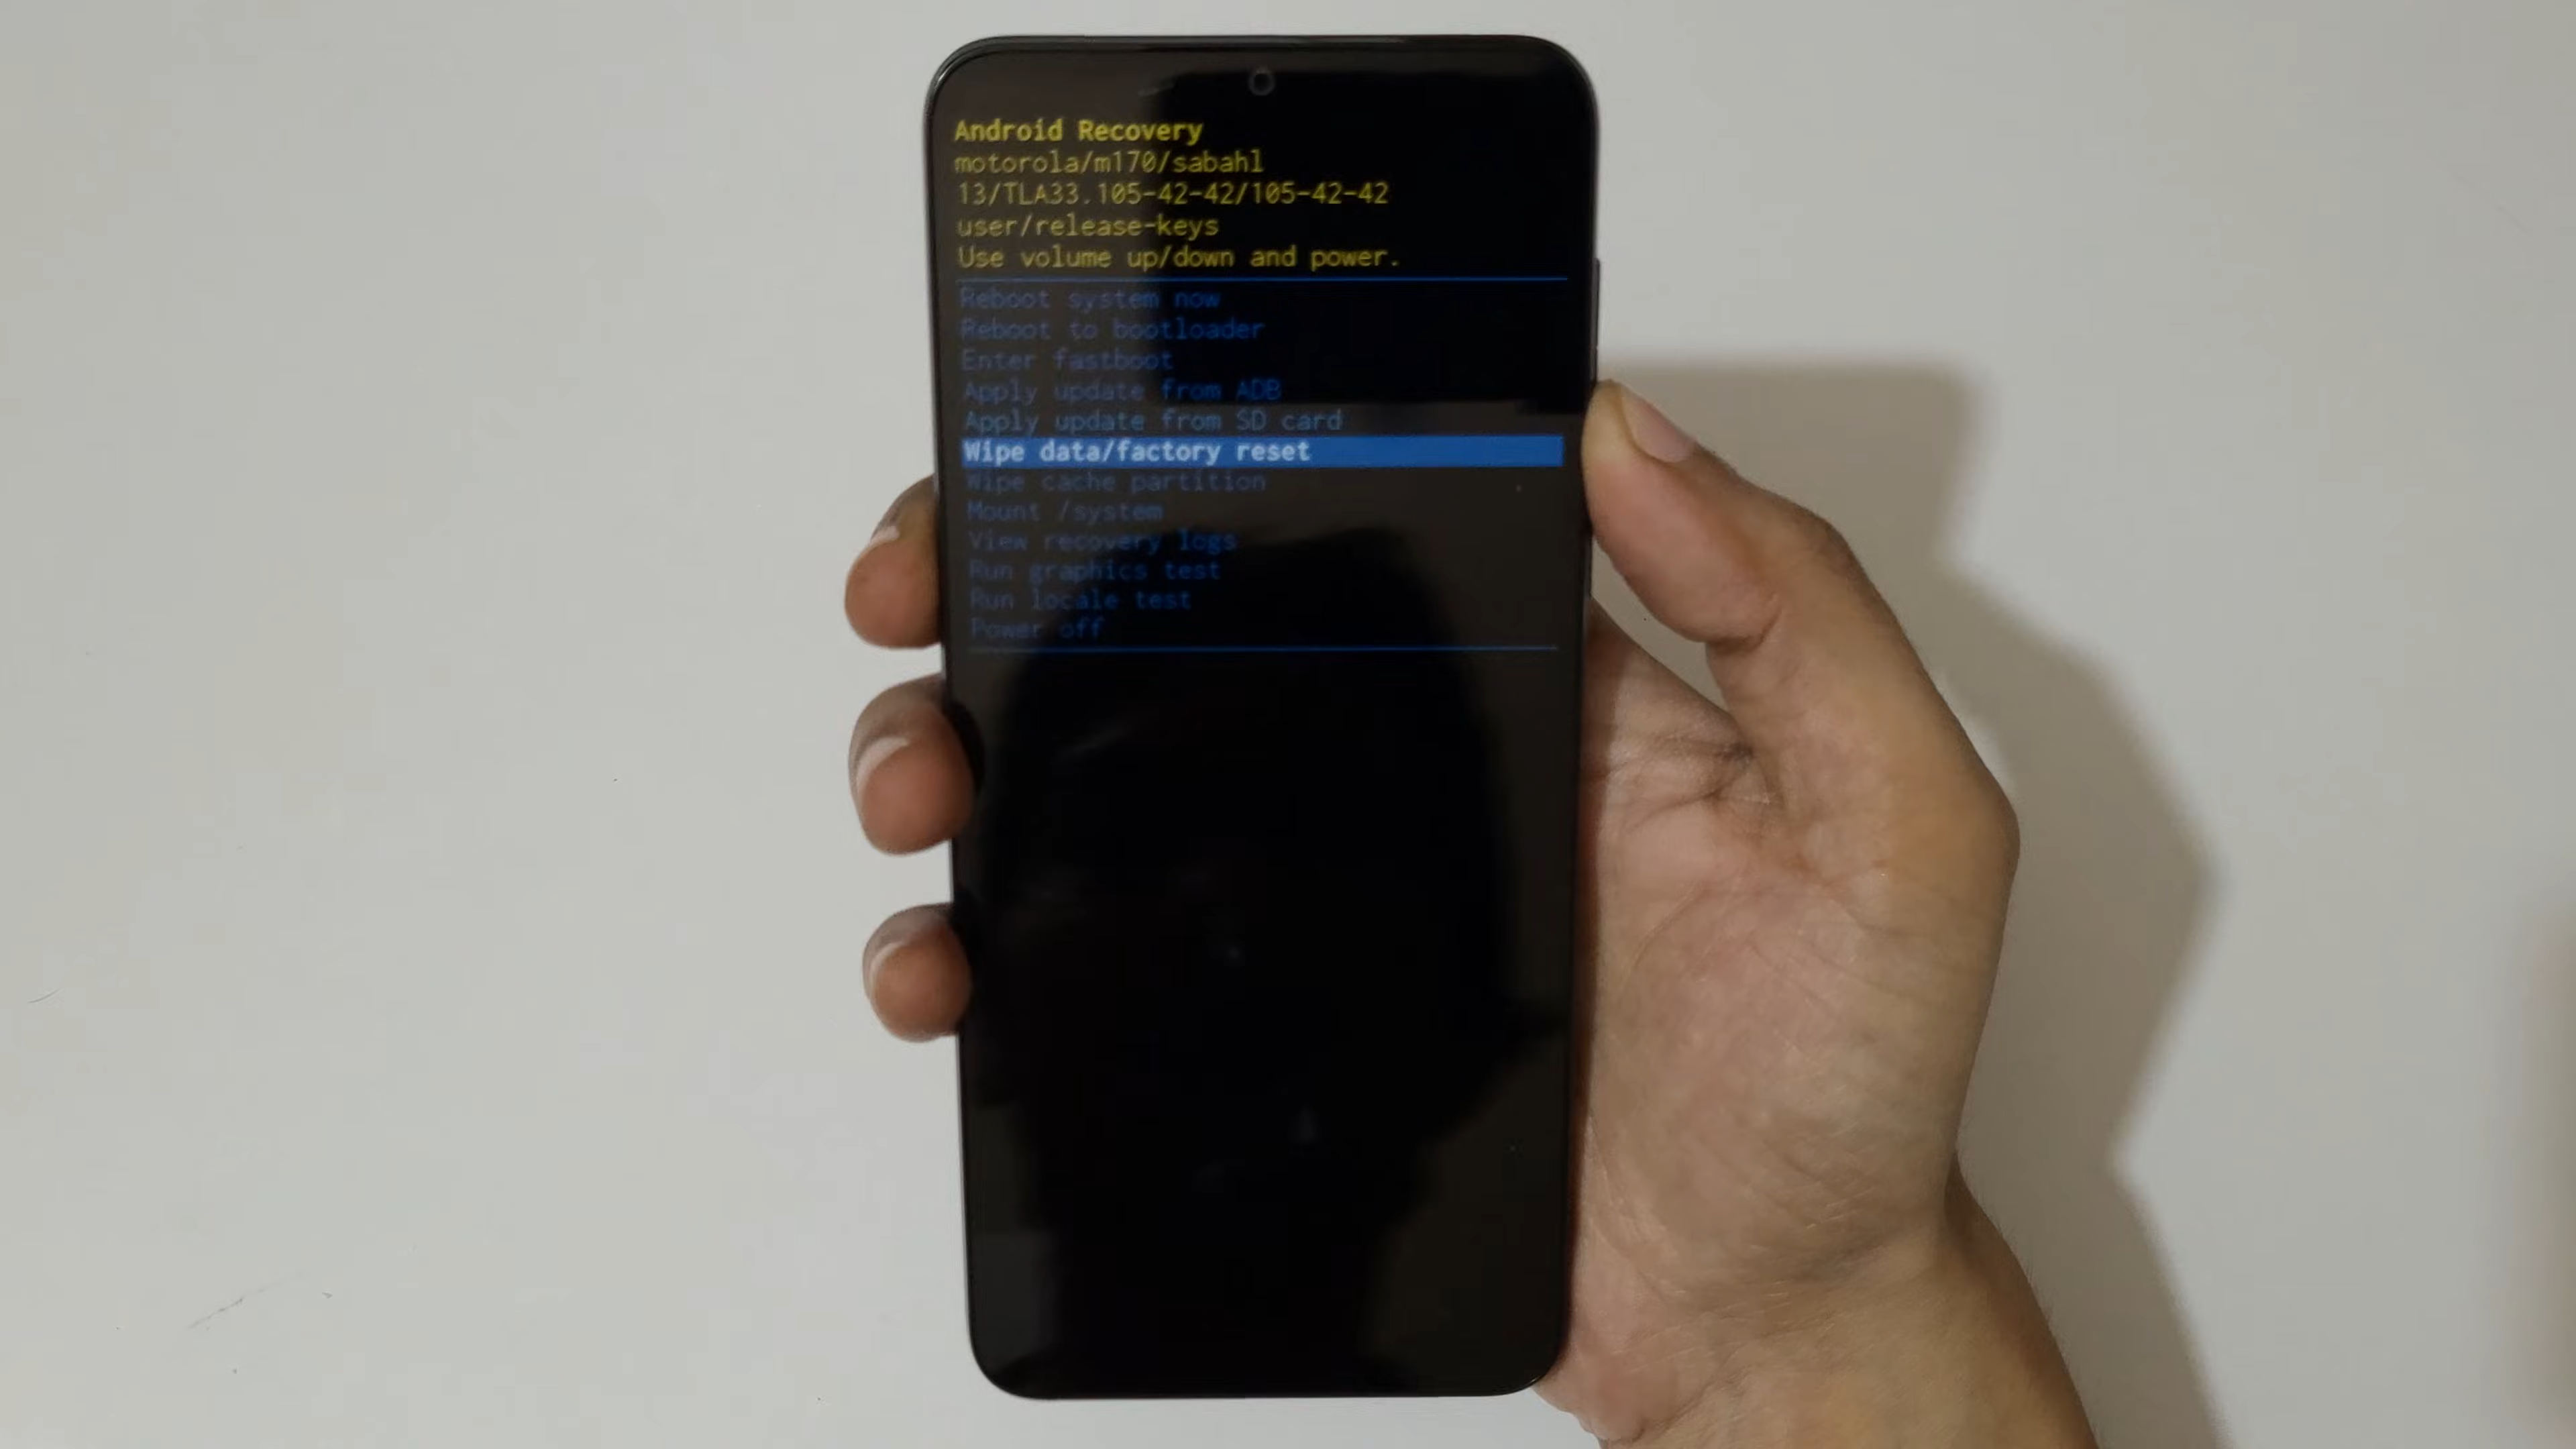 Android Recovery
motorola/m170/sabahl
13/TLA33.105-42-42/105-42-42
user/release-keys
Use volume up/down and power.
Reboot system now
Reboot to bootloader
Enter fastboot
Apply update from ADB
Apply update from SD card
Wipe data/factory reset
Wipe cache partition
Mount /system
View recovery logs
Run graphics test
Run locale test
Power off